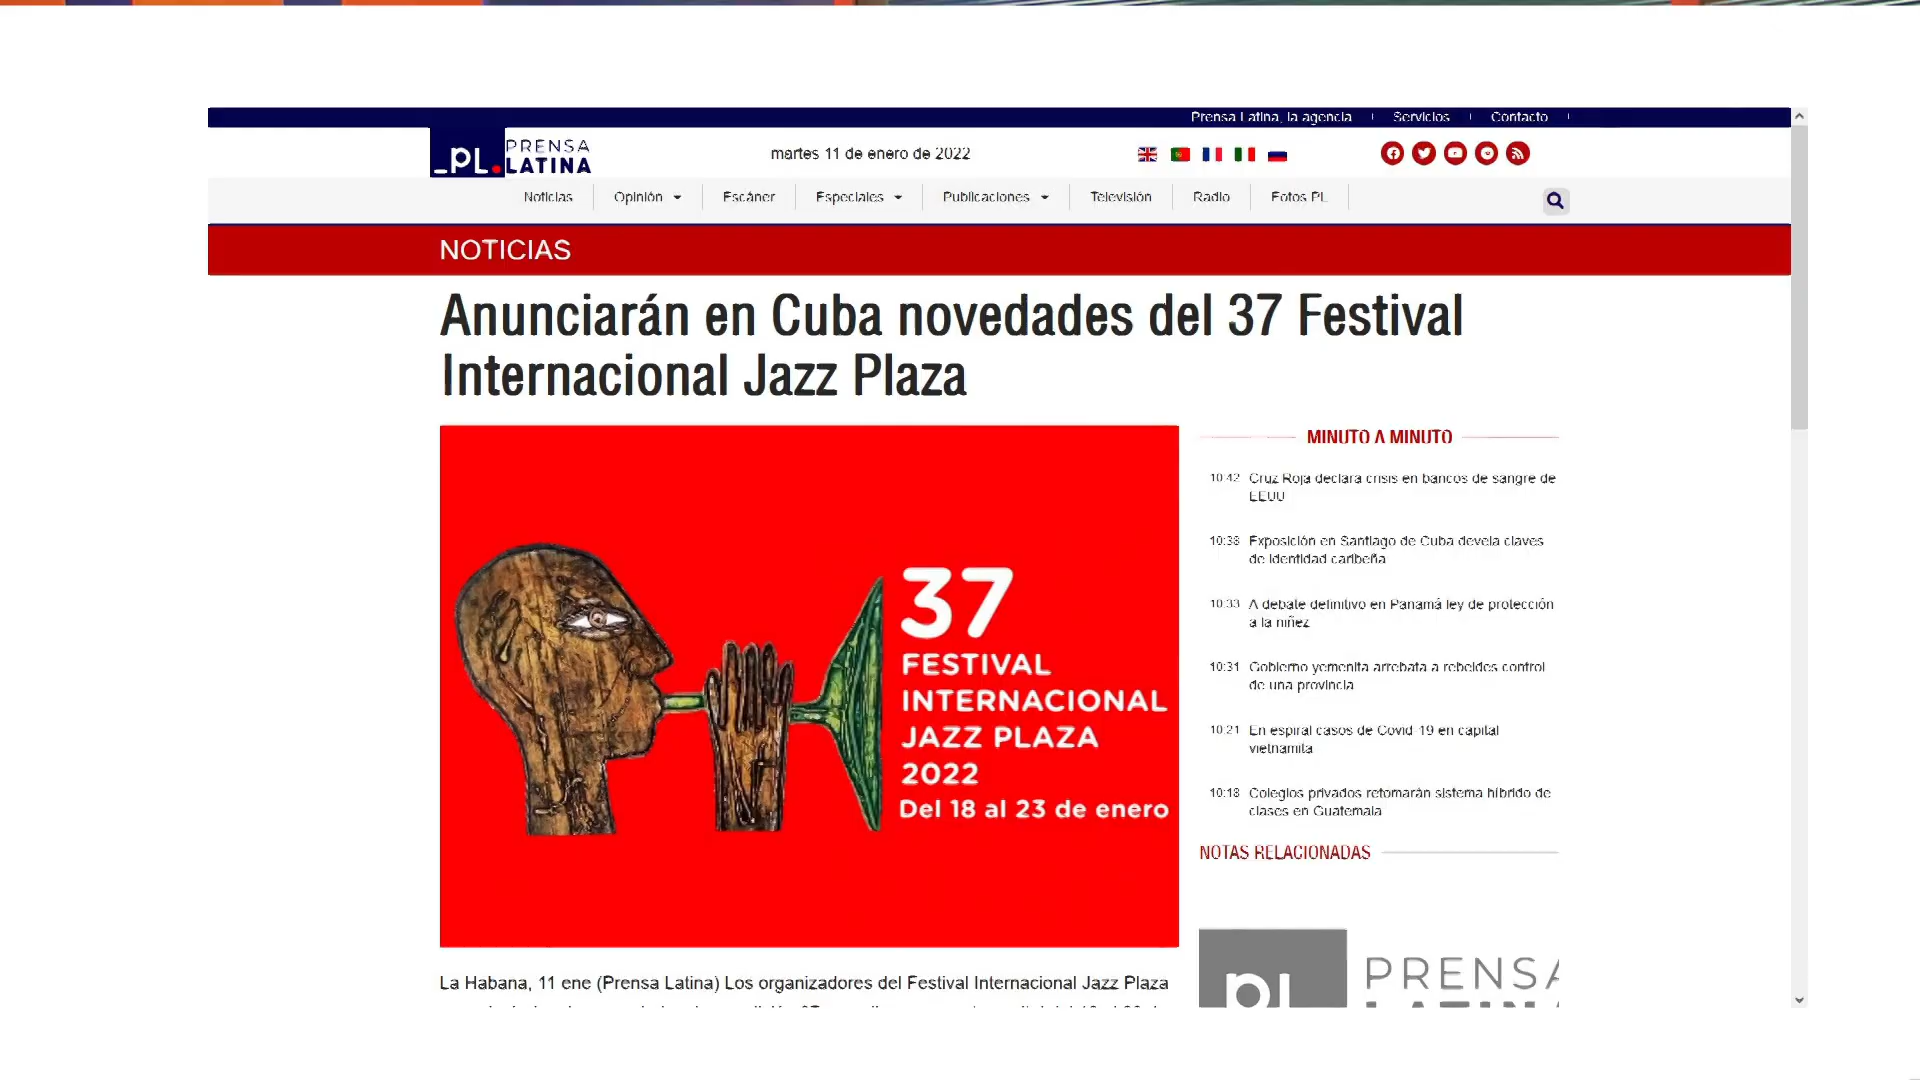 Prensa Latina, la agencia
Servicios
Contacto
_PL.
PRENSA
LATINA
martes 11 de enero de 2022
Noticias
Opinión
Escáner
Especiales
Publicaciones
Televisión
Radio
Fotos PL
NOTICIAS
Anunciarán en Cuba novedades del 37 Festival
Internacional Jazz Plaza
37
FESTIVAL
INTERNACIONAL
JAZZ PLAZA
2022
Del 18 al 23 de enero
La Habana, 11 ene (Prensa Latina) Los organizadores del Festival Internacional Jazz Plaza
MINUTO A MINUTO
10:42 Cruz Roja declara crisis en bancos de sangre de
EEUU
10:38 Exposición en Santiago de Cuba devela claves
de identidad caribeña
10:33 A debate definitivo en Panamá ley de protección
a la niñez
10:31 Gobierno yemenita arrebata a rebeldes control
de una provincia
10:21 En espiral casos de Covid-19 en capital
vietnamita
10:18 Colegios privados retomarán sistema híbrido de
clases en Guatemala
NOTAS RELACIONADAS
PRENSA